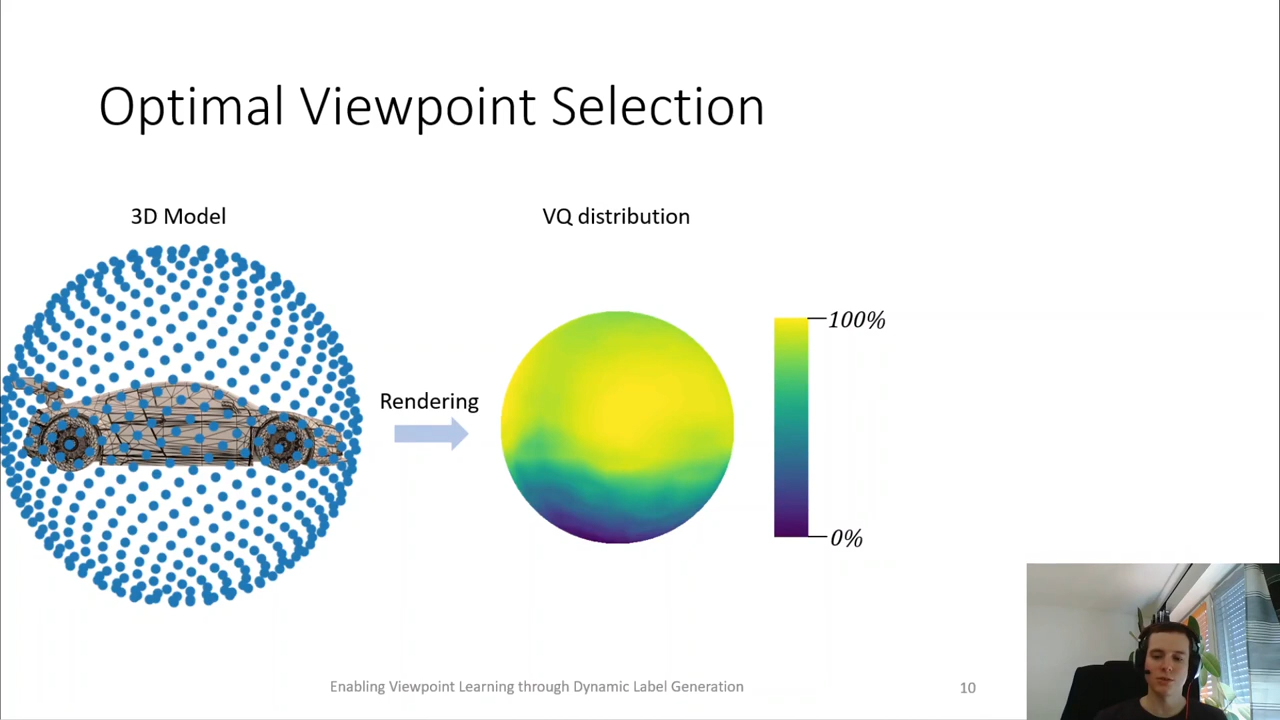 Optimal Viewpoint Selection
3D Model
VQ distribution
Rendering
100%
0%
Enabling Viewpoint Learning through Dynamic Label Generation
10